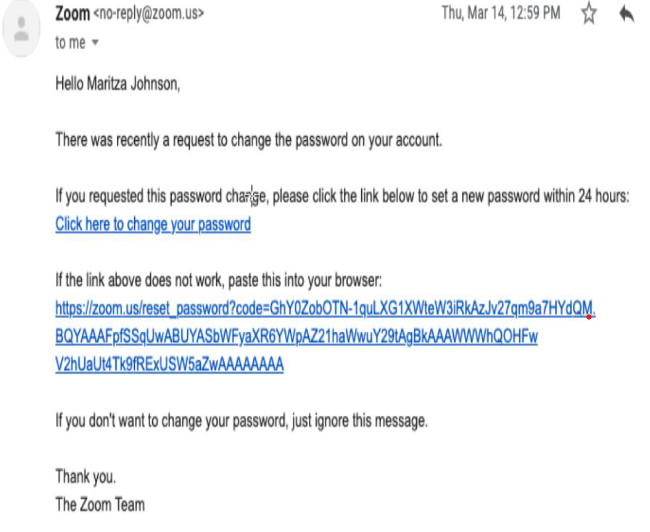 Zoom <no-reply@zoom.us> Thu, Mar 14, 12:59 PM
to me
Hello Maritza Johnson,
There was recently a request to change the password on your account.
If you requested this password change, please click the link below to set a new password within 24 hours:
Click here to change your password
If the link above does not work, paste this into your browser:
https://zoom.us/reset_password?code=GhY0ZobOTN-1quLXG1XWteW3iRkAzJv27qm9a7HYdQM.
BQYAAAFpfSSqUwABUYASbWFyaXR6YWpAZ21haWwuY29tAgBkAAAWWWhQOHFw
V2hUaUt4Tk9fRExUSW5aZwAAAAAAAA
If you don't want to change your password, just ignore this message.
Thank you.
The Zoom Team